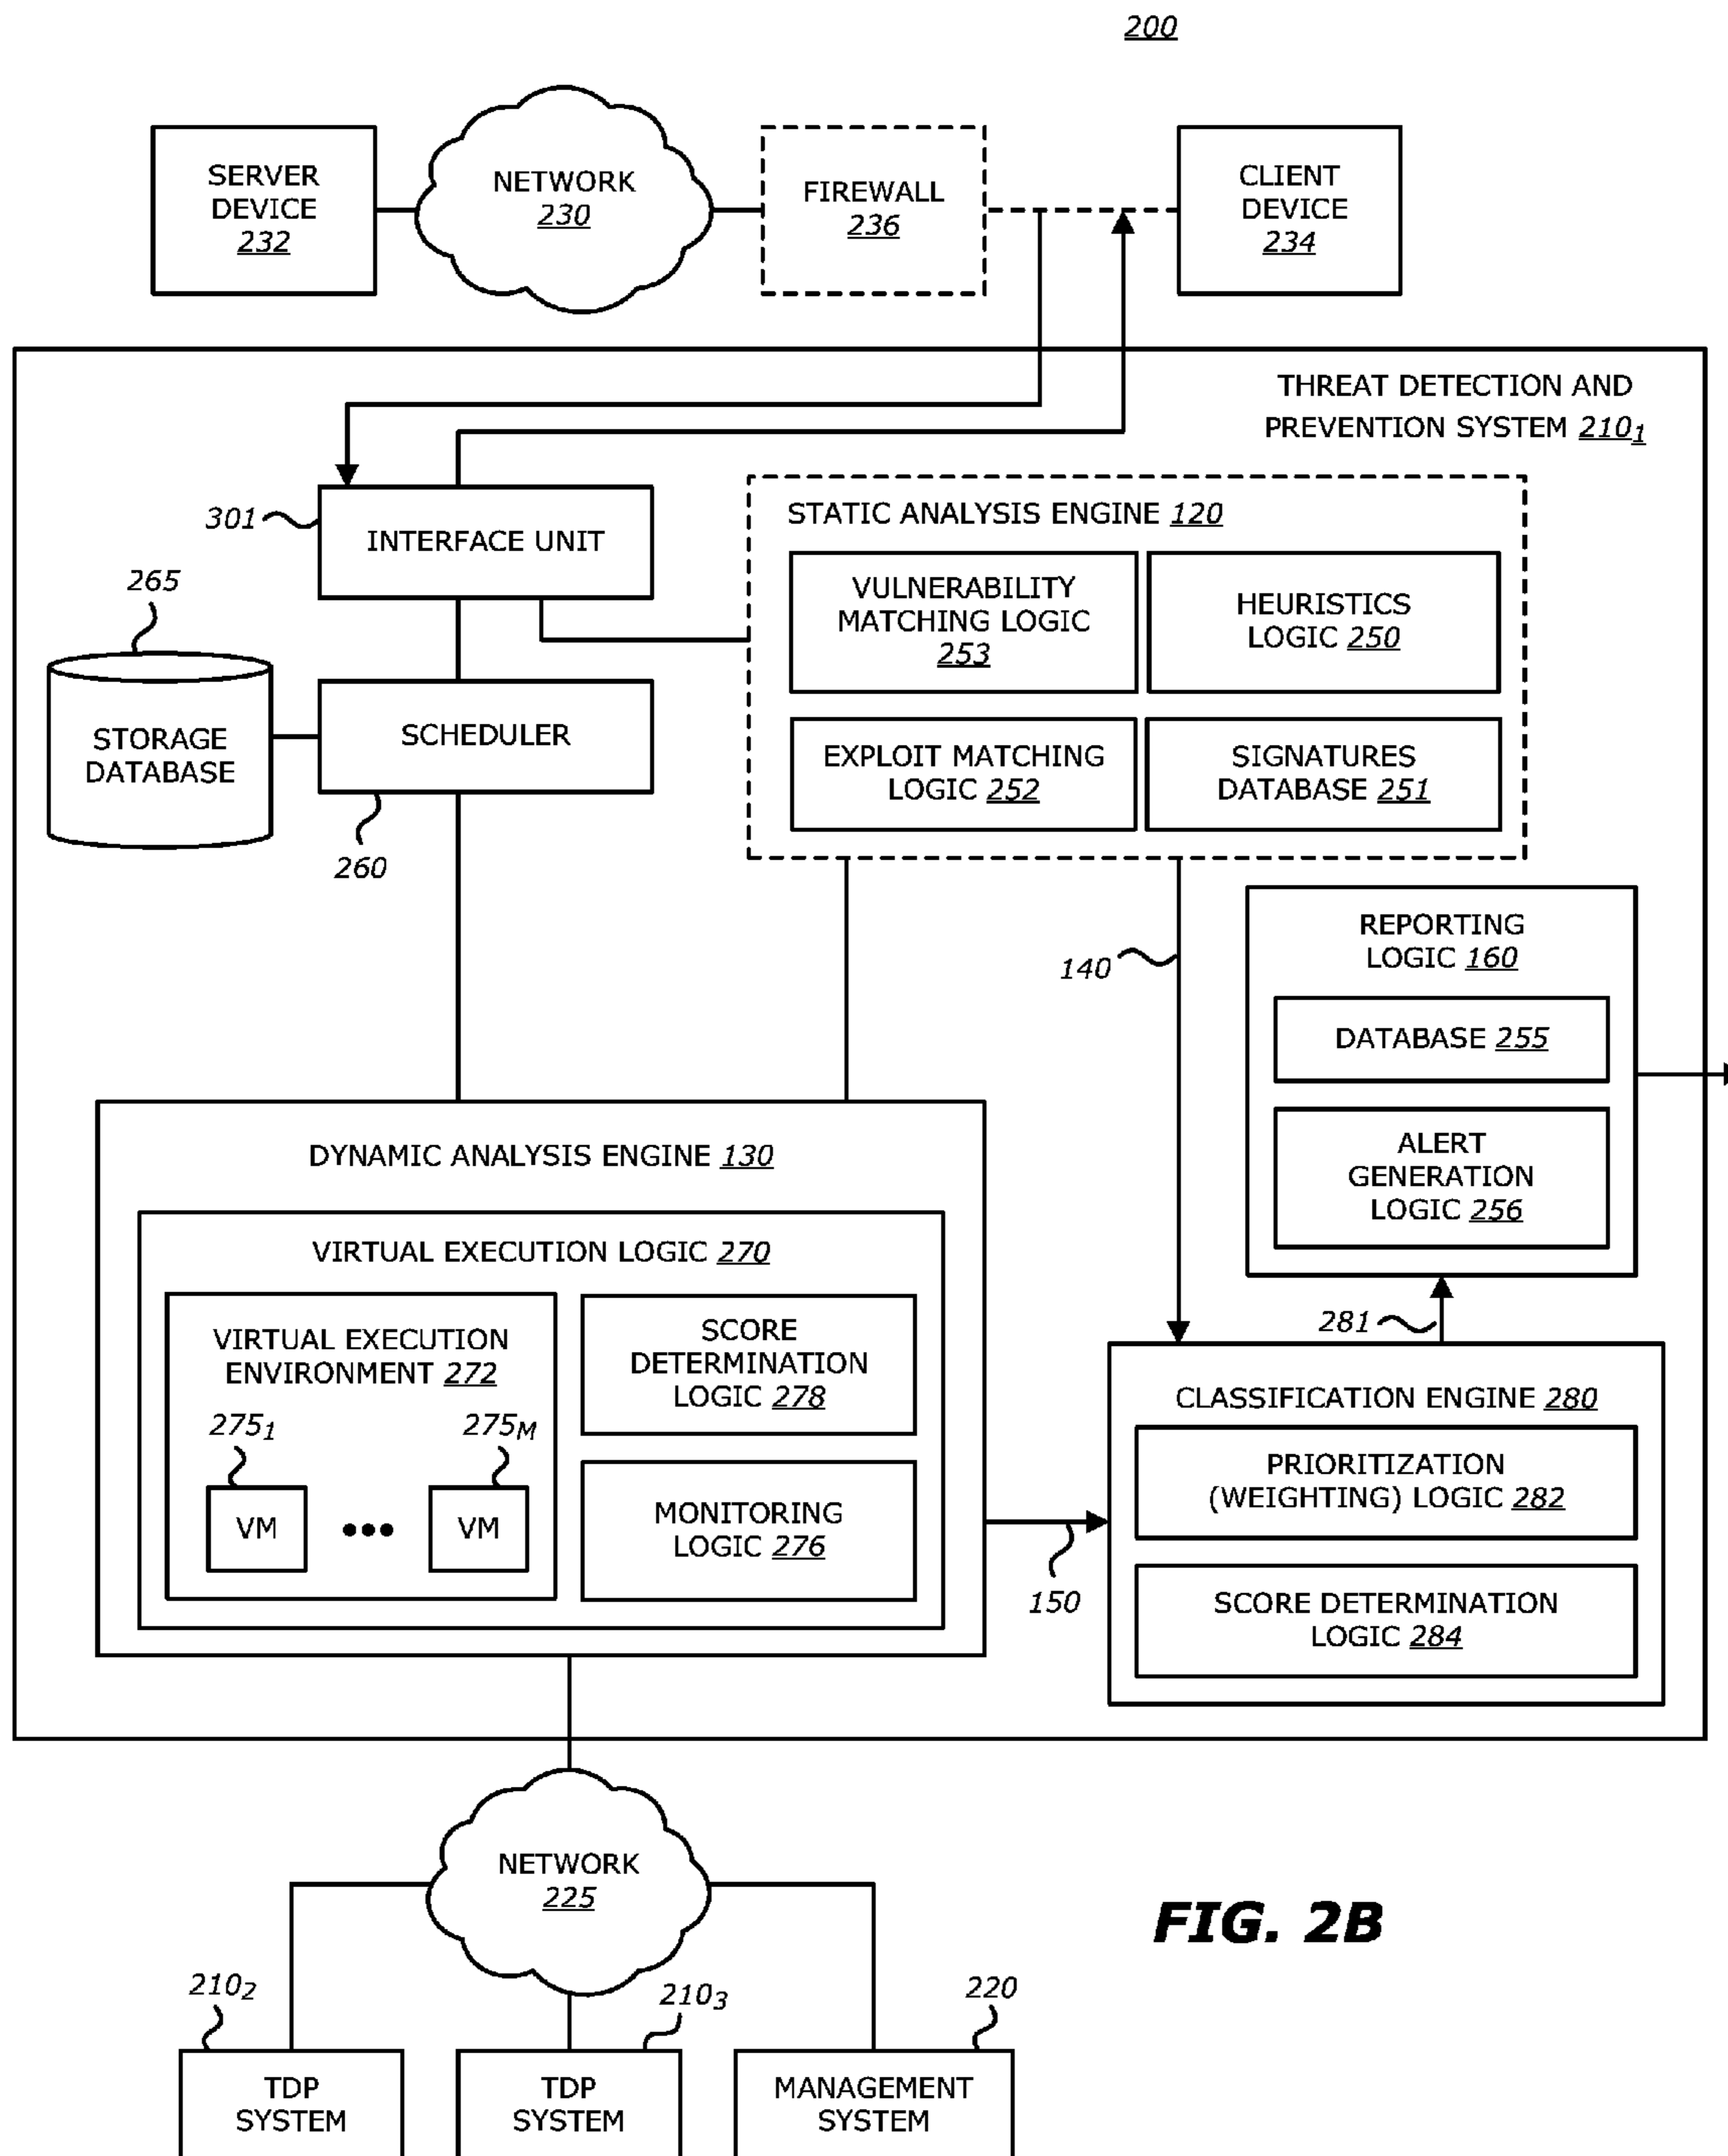 200
SERVER
DEVICE
232
NETWORK
230
FIREWALL
236
CLIENT
DEVICE
234
THREAT DETECTION AND
PREVENTION SYSTEM 210₁
301
INTERFACE UNIT
STATIC ANALYSIS ENGINE 120
VULNERABILITY
MATCHING LOGIC
253
HEURISTICS
LOGIC 250
265
STORAGE
DATABASE
SCHEDULER
260
EXPLOIT MATCHING
LOGIC 252
SIGNATURES
DATABASE 251
140
REPORTING
LOGIC 160
DATABASE 255
ALERT
GENERATION
LOGIC 256
DYNAMIC ANALYSIS ENGINE 130
VIRTUAL EXECUTION LOGIC 270
VIRTUAL EXECUTION
ENVIRONMENT 272
275₁
275M
VM
VM
SCORE
DETERMINATION
LOGIC 278
MONITORING
LOGIC 276
150
281
CLASSIFICATION ENGINE 280
PRIORITIZATION
(WEIGHTING) LOGIC 282
SCORE DETERMINATION
LOGIC 284
NETWORK
225
FIG. 2B
210₂
210₃
220
TDP
SYSTEM
TDP
SYSTEM
MANAGEMENT
SYSTEM